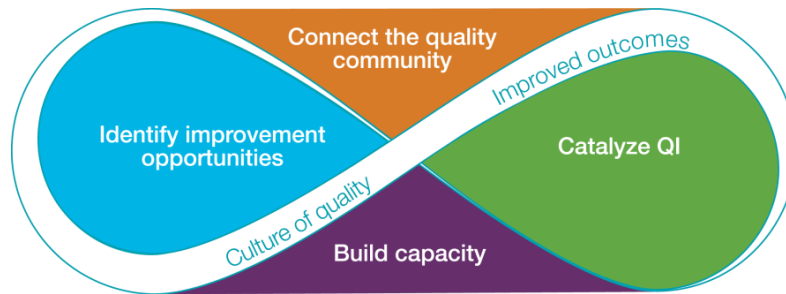 Connect the quality
community
Improved outcomes
Identify improvement
opportunities
Catalyze QI
Culture of quality
Build capacity